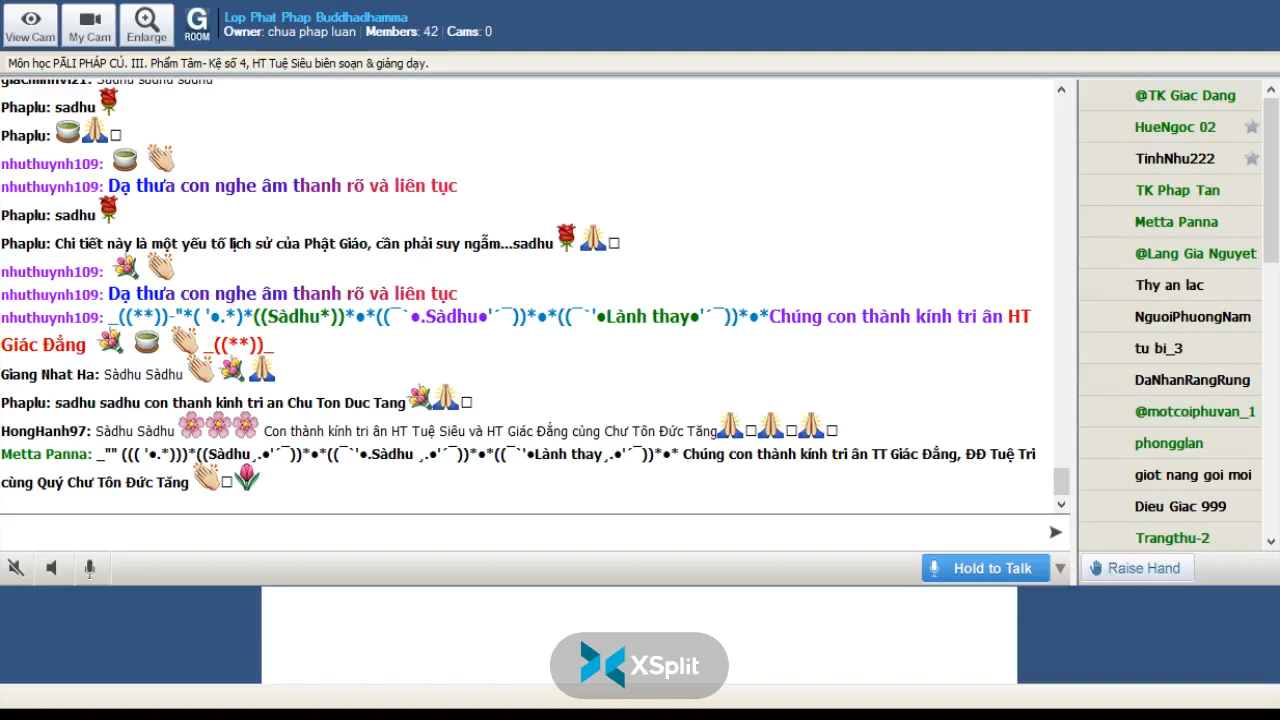 View Cam
My Cam
Enlarge
G
ROOM
Lop Phat Phap Buddhadhamma
Owner: chua phap luan | Members: 42 | Cams: 0
Môn học PĀLI PHÁP CÚ. III. Phẩm Tâm- Kệ số 4, HT Tuệ Siêu biên soạn & giảng dạy.
Phaplu: sadhu
Phaplu:
nhuthuynh109:
nhuthuynh109: Dạ thưa con nghe âm thanh rõ và liên tục
Phaplu: sadhu
Phaplu: Chi tiết này là một yếu tố lịch sử của Phật Giáo, cần phải suy ngẫm...sadhu
nhuthuynh109:
nhuthuynh109: Dạ thưa con nghe âm thanh rõ và liên tục
nhuthuynh109: _((**))-"*( '●.*)*((Sàdhu*))*●*((¯`●.Sàdhu●'´¯))*●*((¯`'●Lành thay●'´¯))*●*Chúng con thành kính tri ân HT
Giác Đẳng _((**))_
Giang Nhat Ha: Sàdhu Sàdhu
Phaplu: sadhu sadhu con thanh kinh tri an Chu Ton Duc Tang
HongHanh97: Sàdhu Sàdhu Con thành kính tri ân HT Tuệ Siêu và HT Giác Đẳng cùng Chư Tôn Đức Tăng
Metta Panna: _"" ((( '●.*)))*((Sàdhu¸.●'´¯))*●*((¯`'●.Sàdhu ¸.●'´¯))*●*((¯`'●Lành thay¸.●'´¯))*●* Chúng con thành kính tri ân TT Giác Đẳng, ĐĐ Tuệ Tri
cùng Quý Chư Tôn Đức Tăng
@TK Giac Dang
HueNgoc 02
TinhNhu222
TK Phap Tan
Metta Panna
@Lang Gia Nguyet
Thy an lac
NguoiPhuongNam
tu bi_3
DaNhanRangRung
@motcoiphuvan_1
phongglan
giot nang goi moi
Dieu Giac 999
Trangthu-2
Hold to Talk
Raise Hand
XSplit